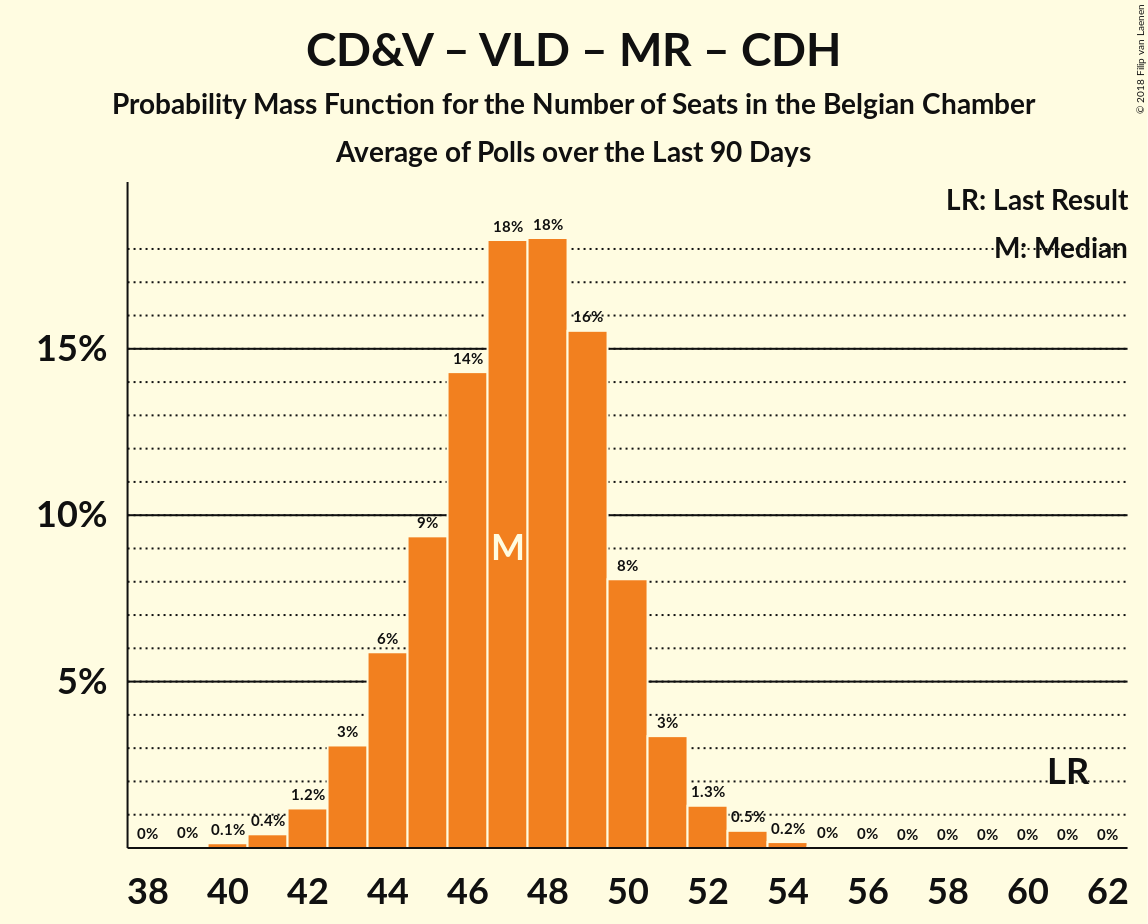 CD&V – VLD – MR – CDH
Probability Mass Function for the Number of Seats in the Belgian Chamber
Average of Polls over the Last 90 Days
© 2018 Filip van Laenen
LR: Last Result
M: Median
18% 18%
16%
15%
14%
10%
9%
M
8%
6%
5%
3% 3%
LR
1.2% 1.3%
0% 0% 0.1% 0.4% 0.5% 0.2% 0% 0% 0% 0% 0% 0% 0% 0%
38 40 42 44 46 48 50 52 54 56 58 60 62